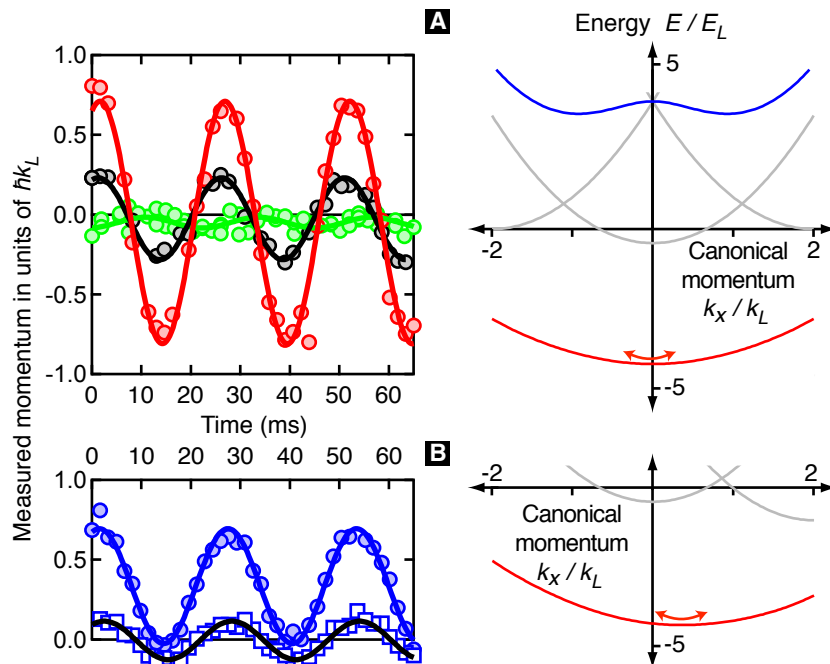 A
Measured momentum in units of ħk_L
1.0
0.5
0.0
-0.5
-1.0
0 10 20 30 40 50 60
Time (ms)
Energy E / E_L
5
-2
2
Canonical
momentum
k_x / k_L
-5
B
0 10 20 30 40 50 60
1.0
0.5
0.0
-2
2
Canonical
momentum
k_x / k_L
-5